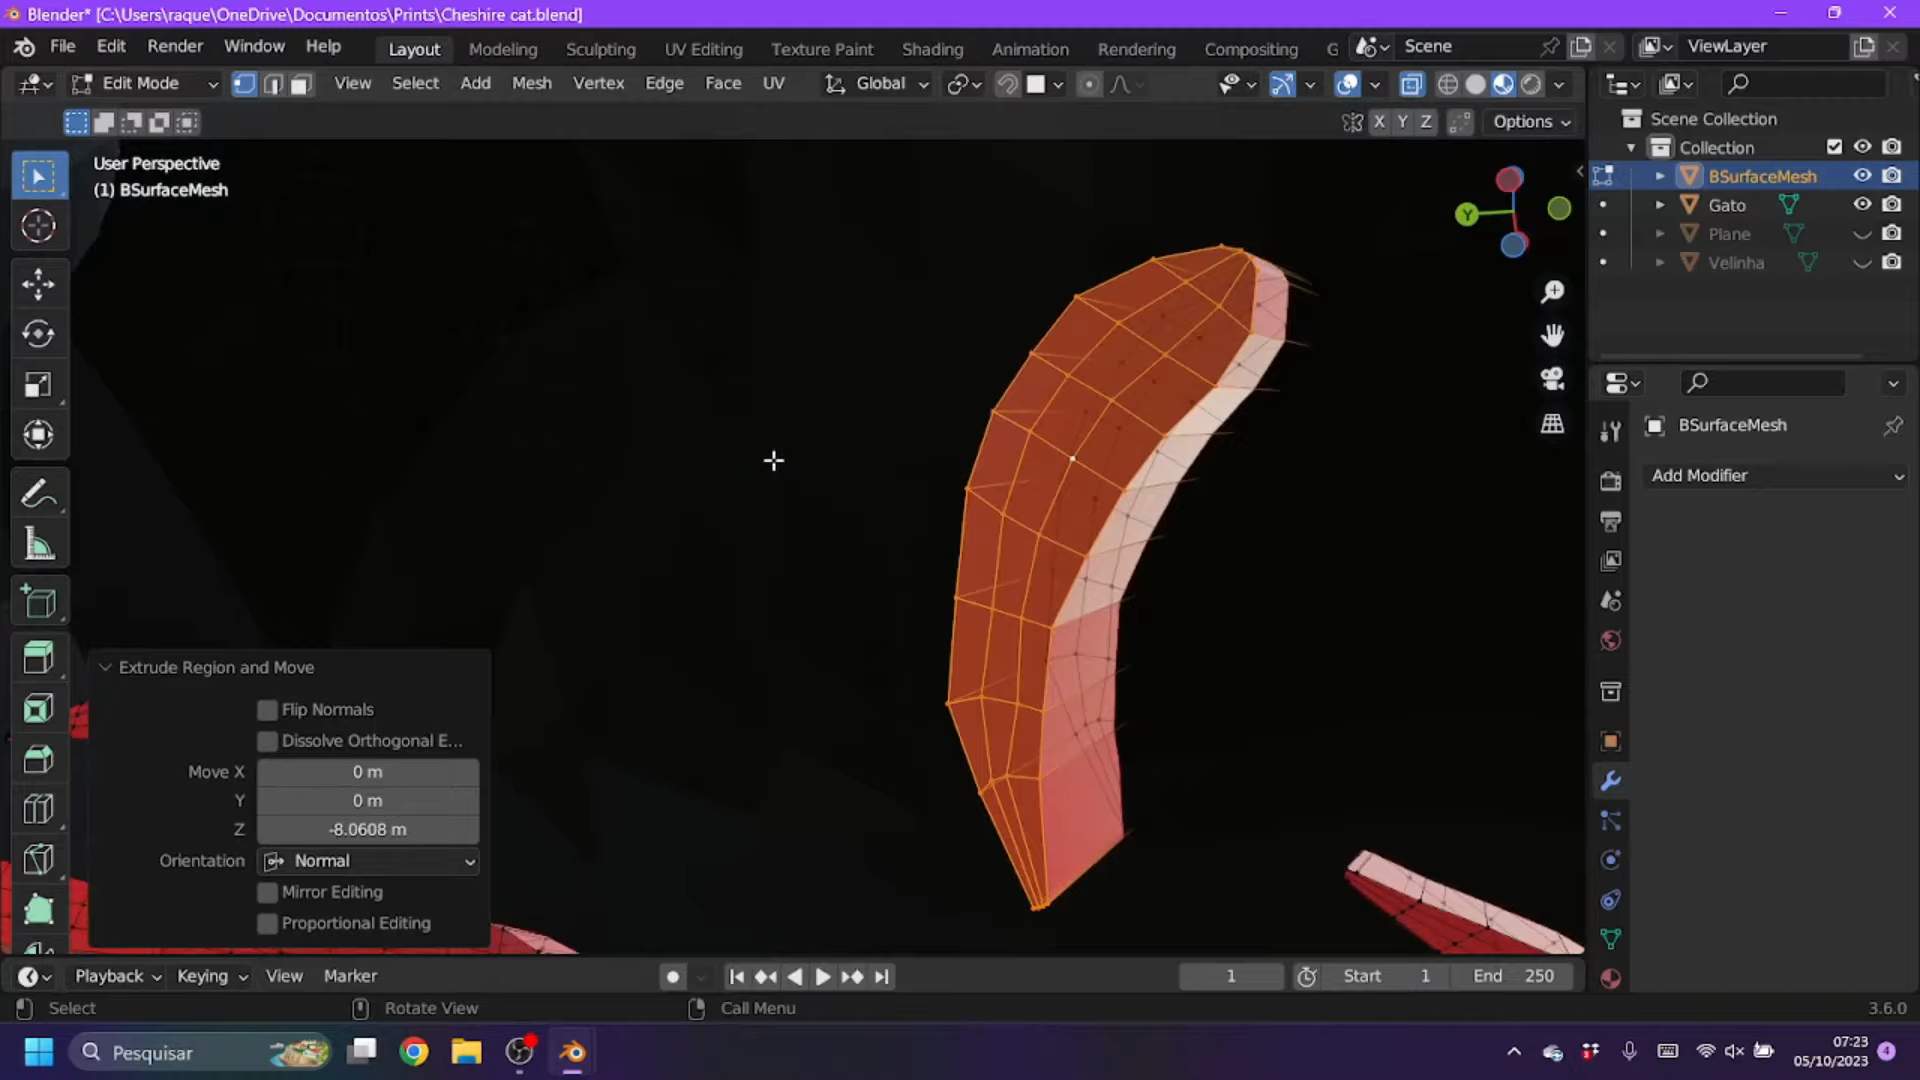 Blender* [C:\Users\raque\OneDrive\Documentos\Prints\Cheshire cat.blend]
File Edit Render Window Help Layout Modeling Sculpting UV Editing Texture Paint Shading Animation Rendering Compositing G Scene ViewLayer
Edit Mode View Select Add Mesh Vertex Edge Face UV Global
X Y Z Options
User Perspective
(1) BSurfaceMesh
Y
Scene Collection
Collection
BSurfaceMesh
Gato
Plane
Velinha
BSurfaceMesh
Add Modifier
Extrude Region and Move
Flip Normals
Dissolve Orthogonal E...
Move X 0 m
Y 0 m
Z -8.0608 m
Orientation Normal
Mirror Editing
Proportional Editing
Playback Keying View Marker 1 Start 1 End 250
Select Rotate View Call Menu 3.6.0
Pesquisar 07:23
05/10/2023 4